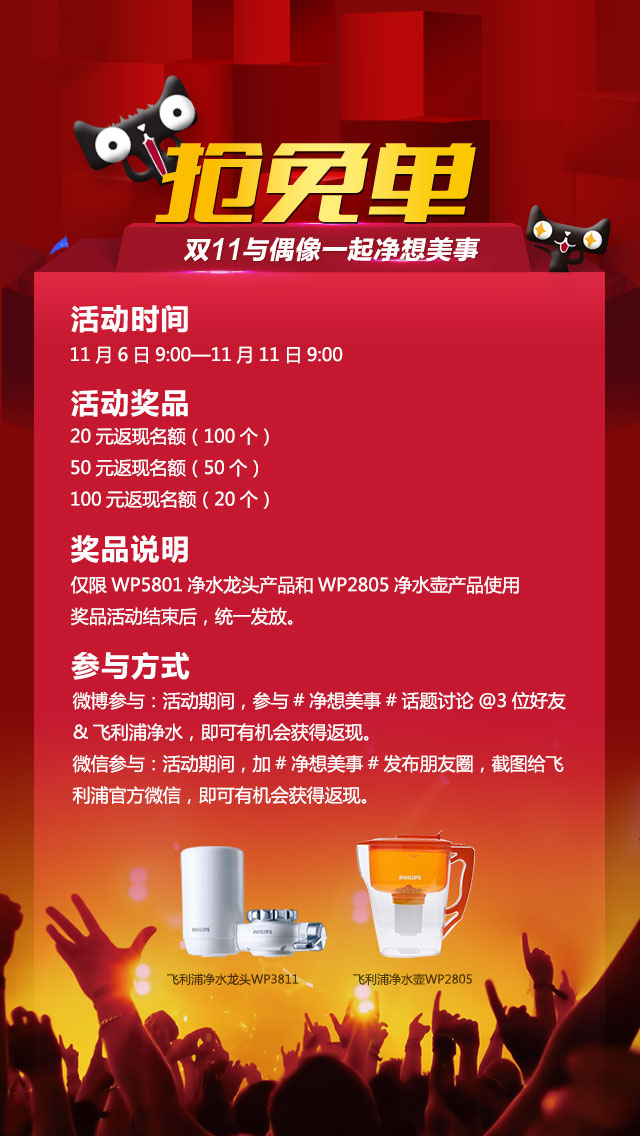 抢免单
双11与偶像一起净想美事
活动时间
11月6日9:00—11月11日9:00
活动奖品
20元返现名额（100个）
50元返现名额（50个）
100元返现名额（20个）
奖品说明
仅限WP5801净水龙头产品和WP2805净水壶产品使用
奖品活动结束后，统一发放。
参与方式
微博参与：活动期间，参与#净想美事#话题讨论@3位好友
&飞利浦净水，即可有机会获得返现。
微信参与：活动期间，加#净想美事#发布朋友圈，截图给飞
利浦官方微信，即可有机会获得返现。
PHILIPS
PHILIPS
PHILIPS
飞利浦净水龙头WP3811
飞利浦净水壶WP2805